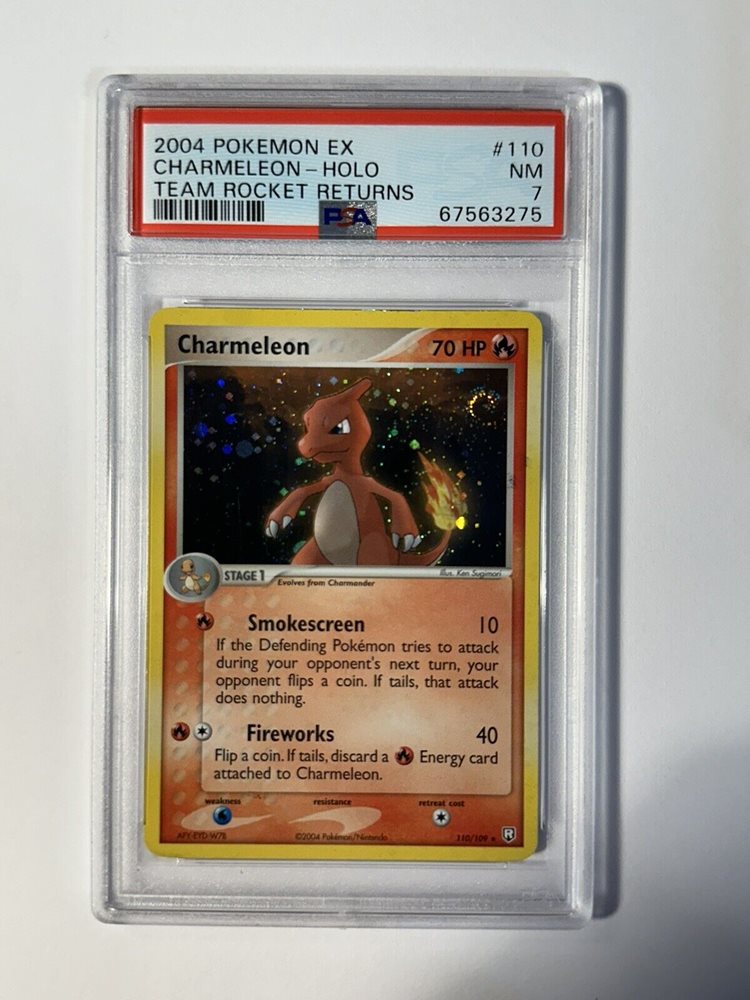 2004 POKEMON EX #110
CHARMELEON – HOLO NM
TEAM ROCKET RETURNS 7
PSA 67563275
Charmeleon 70 HP
STAGE 1 Evolves from Charmander
Illus. Ken Sugimori
Smokescreen 10
If the Defending Pokémon tries to attack
during your opponent's next turn, your
opponent flips a coin. If tails, that attack
does nothing.
Fireworks 40
Flip a coin. If tails, discard a Energy card
attached to Charmeleon.
weakness resistance retreat cost
AFY-EYD-W7B ©2004 Pokémon/Nintendo 110/109 ★ R